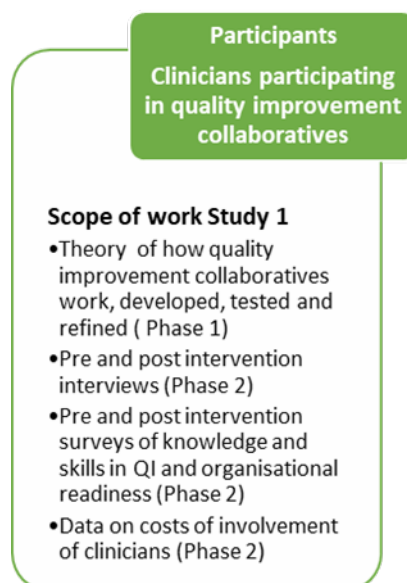 Participants
Clinicians participating
in quality improvement
collaboratives
Scope of work Study 1
•Theory of how quality
improvement collaboratives
work, developed, tested and
refined ( Phase 1)
•Pre and post intervention
interviews (Phase 2)
•Pre and post intervention
surveys of knowledge and
skills in QI and organisational
readiness (Phase 2)
•Data on costs of involvement
of clinicians (Phase 2)